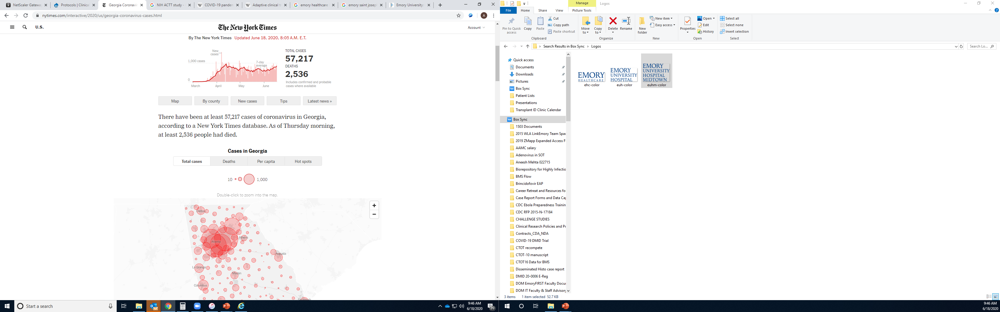 NetScaler Gateway
Protocols | Clinical
Georgia Coronavir
NIH ACTT study -
COVID-19 pandem
Adaptive clinical t
emory healthcare
emory saint josep
Emory University
nytimes.com/interactive/2020/us/georgia-coronavirus-cases.html
A
U.S.
The New York Times
Account
By The New York Times Updated June 18, 2020, 8:05 A.M. E.T.
New cases
1,000 cases
7-day average
0
March
April
May
June
TOTAL CASES
57,217
DEATHS
2,536
Includes confirmed and probable
cases where available
Map
By county
New cases
Tips
Latest news »
There have been at least 57,217 cases of coronavirus in Georgia,
according to a New York Times database. As of Thursday morning,
at least 2,536 people had died.
Cases in Georgia
Total cases
Deaths
Per capita
Hot spots
10
1,000
Double-click to zoom into the map.
+
−
Dalton
Athens
Atlanta
Augusta
La Grange
Macon
Columbus
Savannah
Start a search
9:46 AM
6/18/2020
20
Manage
Logos
File
Home
Share
View
Picture Tools
Pin to Quick
access
Copy
Paste
Cut
Copy path
Paste shortcut
Clipboard
Move
to
Copy
to
Delete
Rename
Organize
New
folder
New item
Easy access
New
Properties
Open
Edit
History
Open
Select all
Select none
Invert selection
Select
Search Results in Box Sync > Logos
Search Lo...
Quick access
Documents
Downloads
Pictures
Box Sync
Patient Lists
Presentations
Transplant ID Clinic Calendar
Box Sync
1503 Documents
2015 WLA LinkEmory Team Spac
2019 ZMapp Expanded Access F
AAMC salary
Adenovirus in SOT
Aneesh Mehta 022715
Biorepository for Highly Infectio
BMS Flow
Brincidofovir EAP
Career Retreat and Resources fo
Case Report Forms and Data Cap
CDC Ebola Preparedness Trainin
CDC RFP 2015-N-17184
CHALLENGE STUDIES
Clinical Research Policies and Pr
Contracts_CDA_NDA
COVID-19 DMID Trial
CTOT recompete
CTOT-10 manuscript
CTOT16 Data for BMS
Disseminated Histo case report
DMID 20-0006 E-Reg
DOM EmoryFIRST Faculty Docu
DOM IT Faculty & Staff Advisory
EMORY
HEALTHCARE
ehc-color
EMORY
UNIVERSITY
HOSPITAL
euh-color
EMORY
UNIVERSITY
HOSPITAL
MIDTOWN
euhm-color
3 items
1 item selected 52.7 KB
9:46 AM
6/18/2020